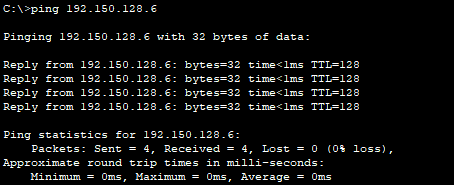 C:\>ping 192.150.128.6
Pinging 192.150.128.6 with 32 bytes of data:
Reply from 192.150.128.6: bytes=32 time<1ms TTL=128
Reply from 192.150.128.6: bytes=32 time<1ms TTL=128
Reply from 192.150.128.6: bytes=32 time<1ms TTL=128
Reply from 192.150.128.6: bytes=32 time<1ms TTL=128
Ping statistics for 192.150.128.6:
    Packets: Sent = 4, Received = 4, Lost = 0 (0% loss),
Approximate round trip times in milli-seconds:
    Minimum = 0ms, Maximum = 0ms, Average = 0ms